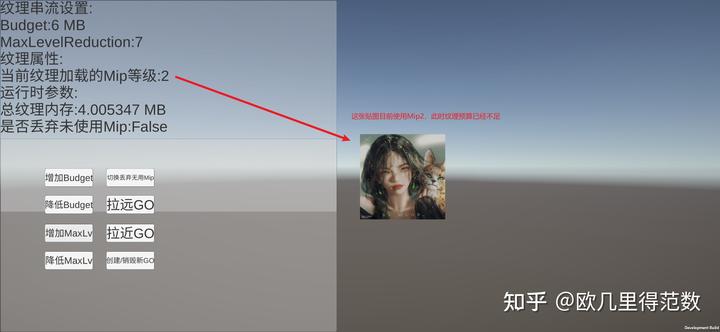 纹理串流设置:
Budget:6 MB
MaxLevelReduction:7
纹理属性:
当前纹理加载的Mip等级:2
运行时参数:
总纹理内存:4.005347 MB
是否丢弃未使用Mip:False
这张贴图目前使用Mip2，此时纹理预算已经不足
增加Budget 切换丢弃无用Mip
降低Budget 拉远GO
增加MaxLv 拉近GO
降低MaxLv 创建/销毁新GO
知乎 @欧几里得范数
Development Build